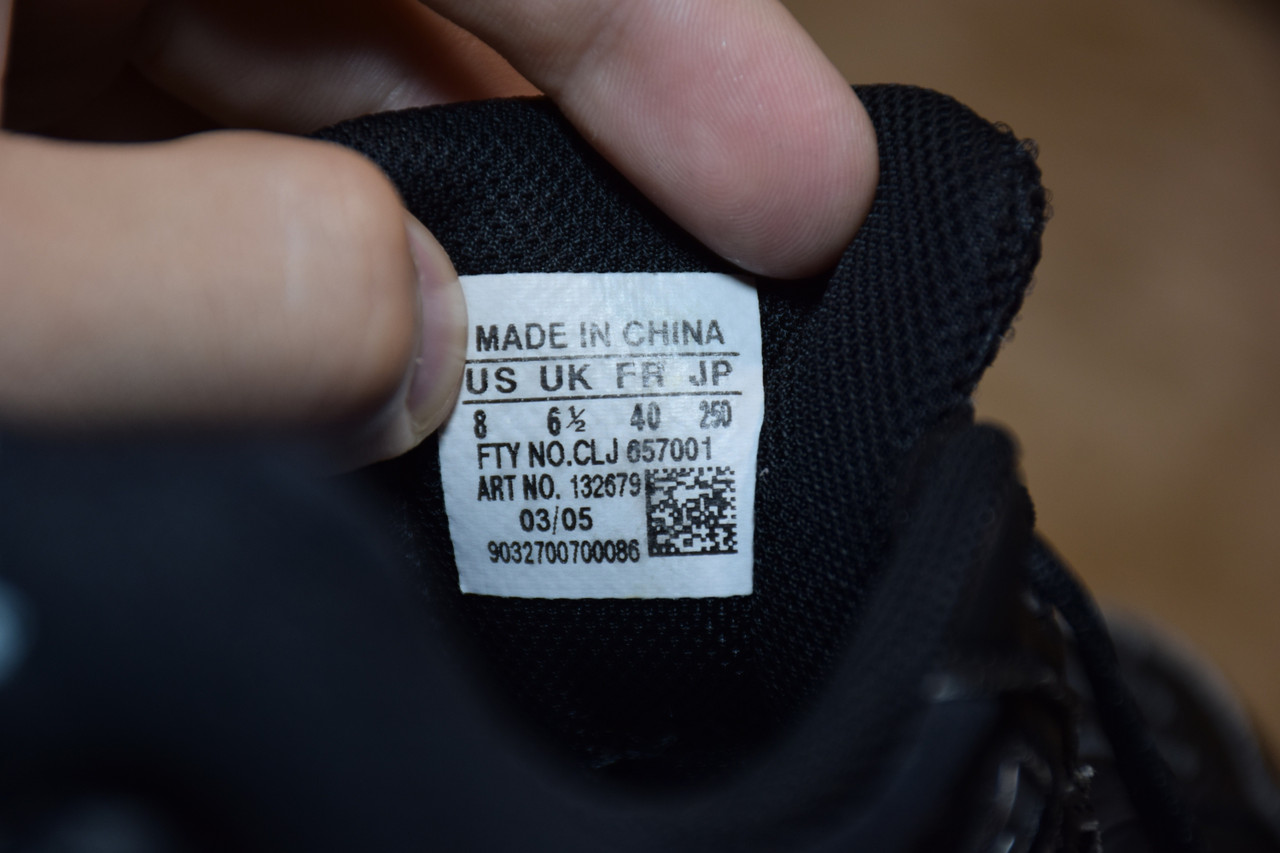 MADE IN CHINA
US UK FR JP
8 6½ 40 250
FTY NO.CLJ 657001
ART NO. 132679
03/05
9032700700086